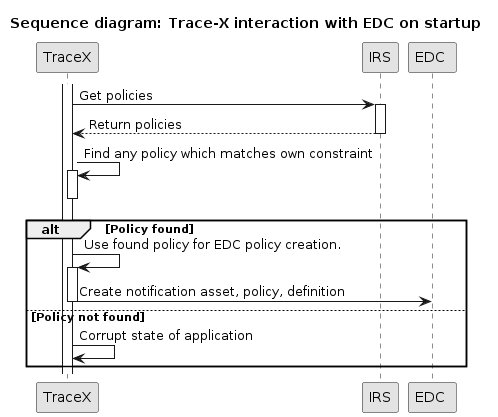 Sequence diagram: Trace-X interaction with EDC on startup
TraceX IRS EDC
Get policies
Return policies
Find any policy which matches own constraint
alt [Policy found]
Use found policy for EDC policy creation.
Create notification asset, policy, definition
[Policy not found]
Corrupt state of application
TraceX IRS EDC